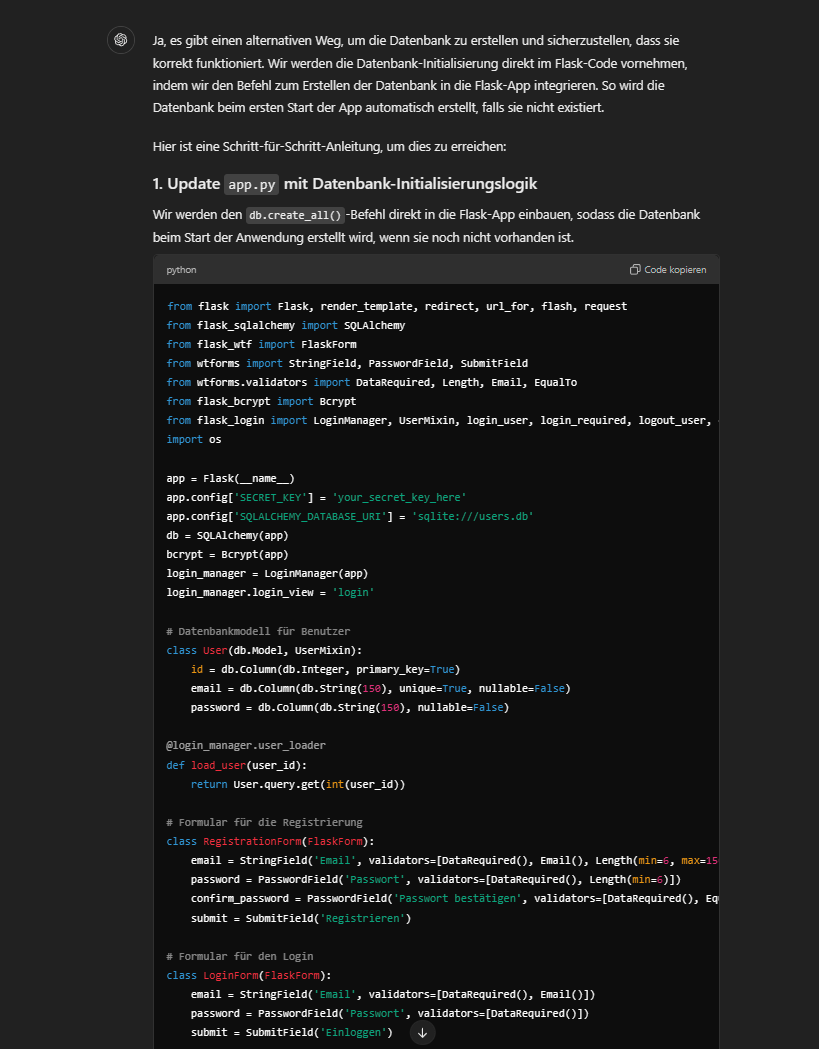 Ja, es gibt einen alternativen Weg, um die Datenbank zu erstellen und sicherzustellen, dass sie
korrekt funktioniert. Wir werden die Datenbank-Initialisierung direkt im Flask-Code vornehmen,
indem wir den Befehl zum Erstellen der Datenbank in die Flask-App integrieren. So wird die
Datenbank beim ersten Start der App automatisch erstellt, falls sie nicht existiert.
Hier ist eine Schritt-für-Schritt-Anleitung, um dies zu erreichen:
1. Update app.py mit Datenbank-Initialisierungslogik
Wir werden den db.create_all()-Befehl direkt in die Flask-App einbauen, sodass die Datenbank
beim Start der Anwendung erstellt wird, wenn sie noch nicht vorhanden ist.
python Code kopieren
from flask import Flask, render_template, redirect, url_for, flash, request
from flask_sqlalchemy import SQLAlchemy
from flask_wtf import FlaskForm
from wtforms import StringField, PasswordField, SubmitField
from wtforms.validators import DataRequired, Length, Email, EqualTo
from flask_bcrypt import Bcrypt
from flask_login import LoginManager, UserMixin, login_user, login_required, logout_user,
import os
app = Flask(__name__)
app.config['SECRET_KEY'] = 'your_secret_key_here'
app.config['SQLALCHEMY_DATABASE_URI'] = 'sqlite:///users.db'
db = SQLAlchemy(app)
bcrypt = Bcrypt(app)
login_manager = LoginManager(app)
login_manager.login_view = 'login'
# Datenbankmodell für Benutzer
class User(db.Model, UserMixin):
    id = db.Column(db.Integer, primary_key=True)
    email = db.Column(db.String(150), unique=True, nullable=False)
    password = db.Column(db.String(150), nullable=False)
@login_manager.user_loader
def load_user(user_id):
    return User.query.get(int(user_id))
# Formular für die Registrierung
class RegistrationForm(FlaskForm):
    email = StringField('Email', validators=[DataRequired(), Email(), Length(min=6, max=15
    password = PasswordField('Passwort', validators=[DataRequired(), Length(min=6)])
    confirm_password = PasswordField('Passwort bestätigen', validators=[DataRequired(), Eq
    submit = SubmitField('Registrieren')
# Formular für den Login
class LoginForm(FlaskForm):
    email = StringField('Email', validators=[DataRequired(), Email()])
    password = PasswordField('Passwort', validators=[DataRequired()])
    submit = SubmitField('Einloggen')